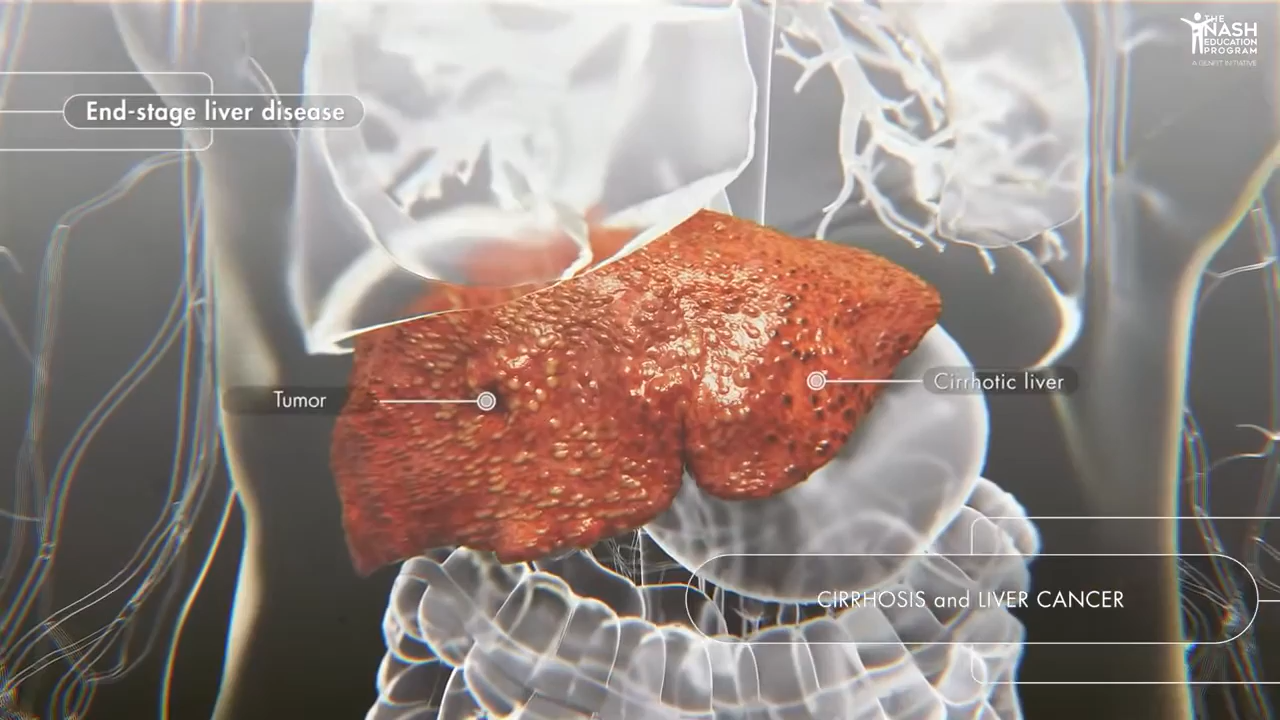 THE
NASH
EDUCATION
PROGRAM
A GENFIT INITIATIVE
End-stage liver disease
Cirrhotic liver
Tumor
CIRRHOSIS and LIVER CANCER